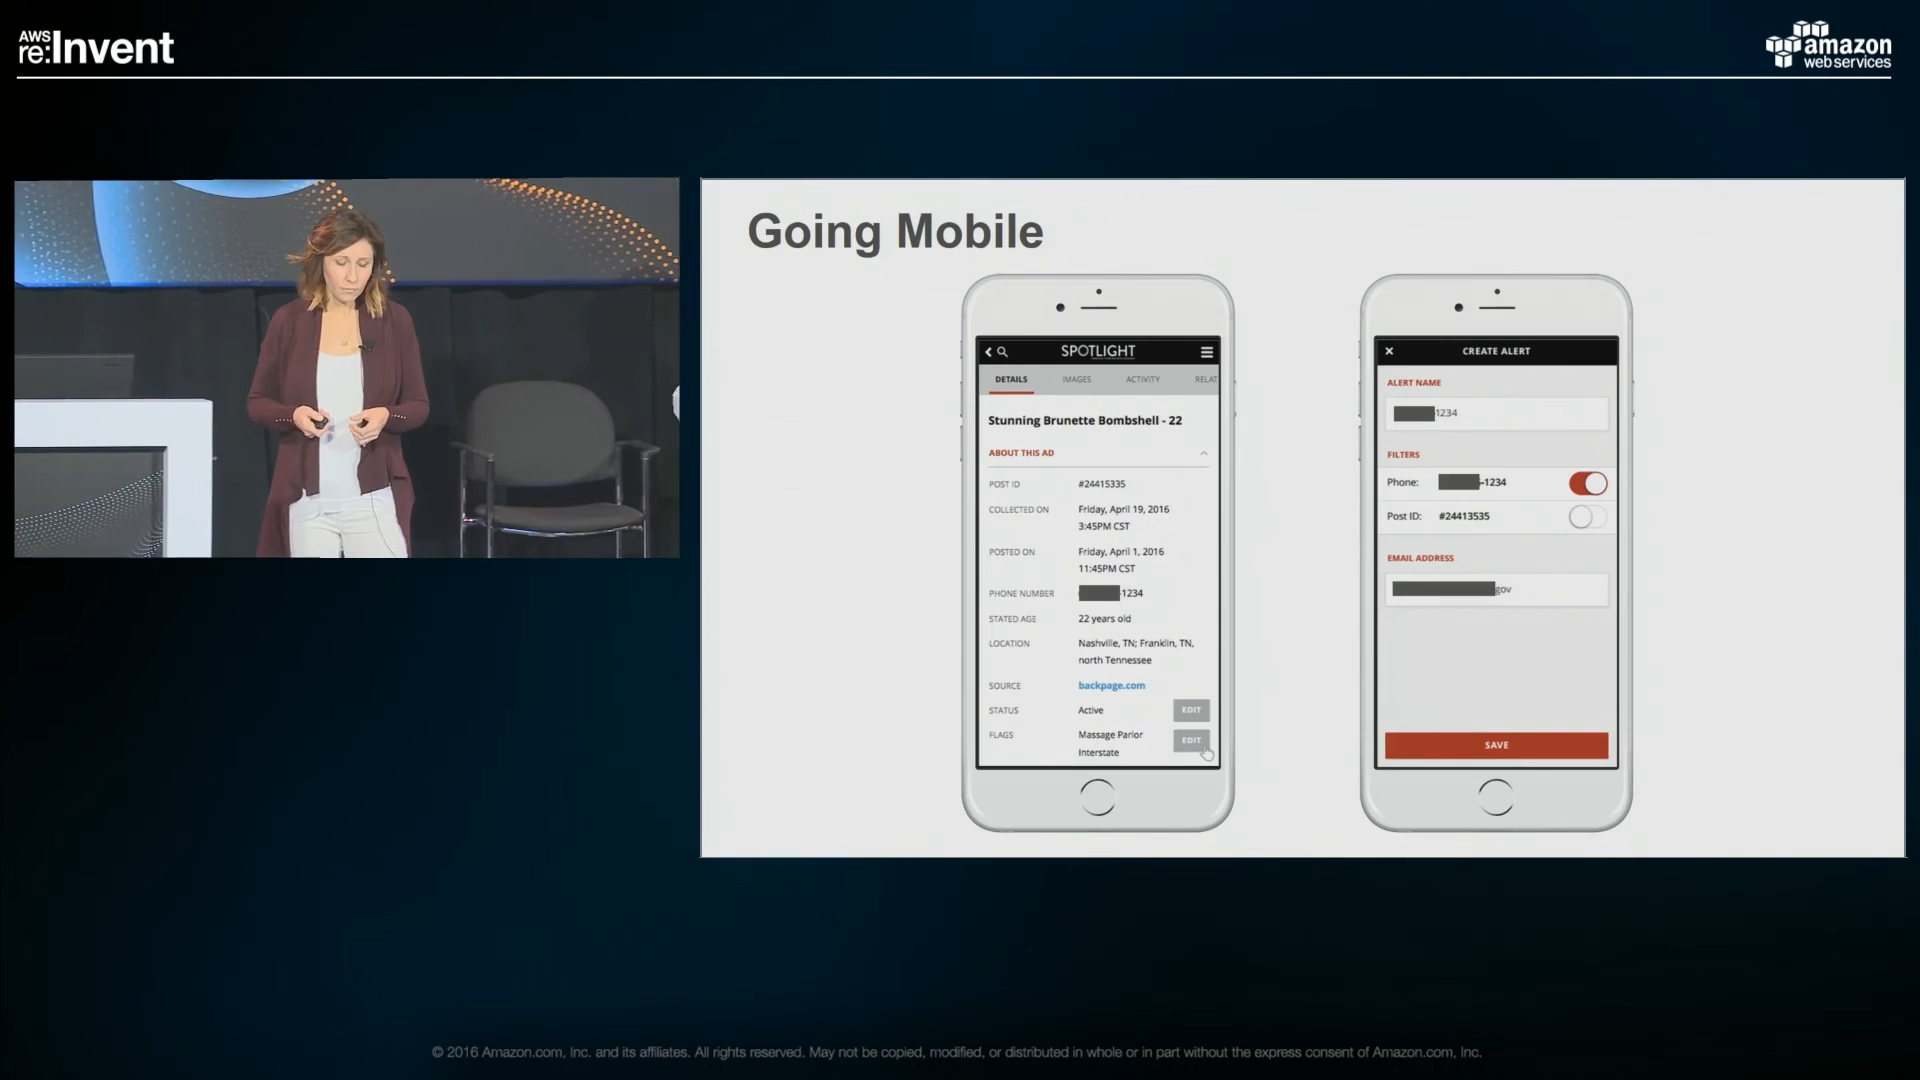 AWS
re:Invent
amazon
web services
Going Mobile
SPOTLIGHT
DETAILS IMAGES ACTIVITY RELAT
Stunning Brunette Bombshell - 22
ABOUT THIS AD
POST ID #24415335
COLLECTED ON Friday, April 19, 2016
3:45PM CST
POSTED ON Friday, April 1, 2016
11:45PM CST
PHONE NUMBER -1234
STATED AGE 22 years old
LOCATION Nashville, TN; Franklin, TN,
north Tennessee
SOURCE backpage.com
STATUS Active EDIT
FLAGS Massage Parlor EDIT
Interstate
CREATE ALERT
ALERT NAME
-1234
FILTERS
Phone: -1234
Post ID: #24413535
EMAIL ADDRESS
gov
SAVE
© 2016 Amazon.com, Inc. and its affiliates. All rights reserved. May not be copied, modified, or distributed in whole or in part without the express consent of Amazon.com, Inc.